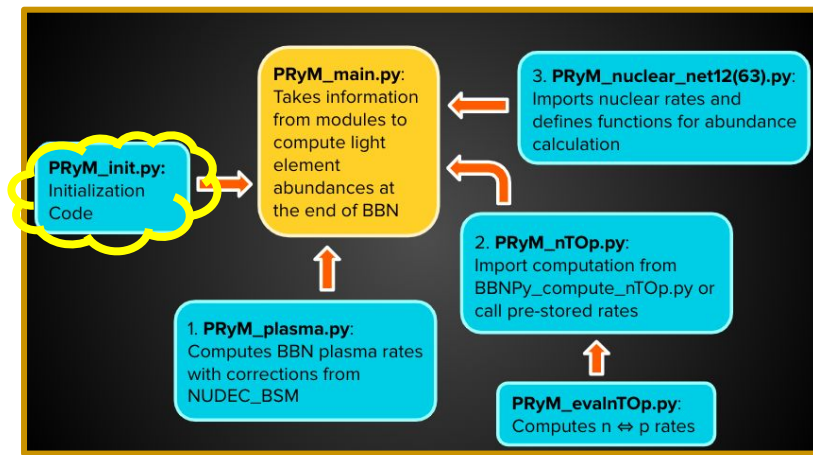 PRyM_main.py:
Takes information
from modules to
compute light
element
abundances at
the end of BBN
3. PRyM_nuclear_net12(63).py:
Imports nuclear rates and
defines functions for abundance
calculation
PRyM_init.py:
Initialization
Code
2. PRyM_nTOp.py:
Import computation from
BBNPy_compute_nTOp.py or
call pre-stored rates
1. PRyM_plasma.py:
Computes BBN plasma rates
with corrections from
NUDEC_BSM
PRyM_evalnTOp.py:
Computes n ⇔ p rates